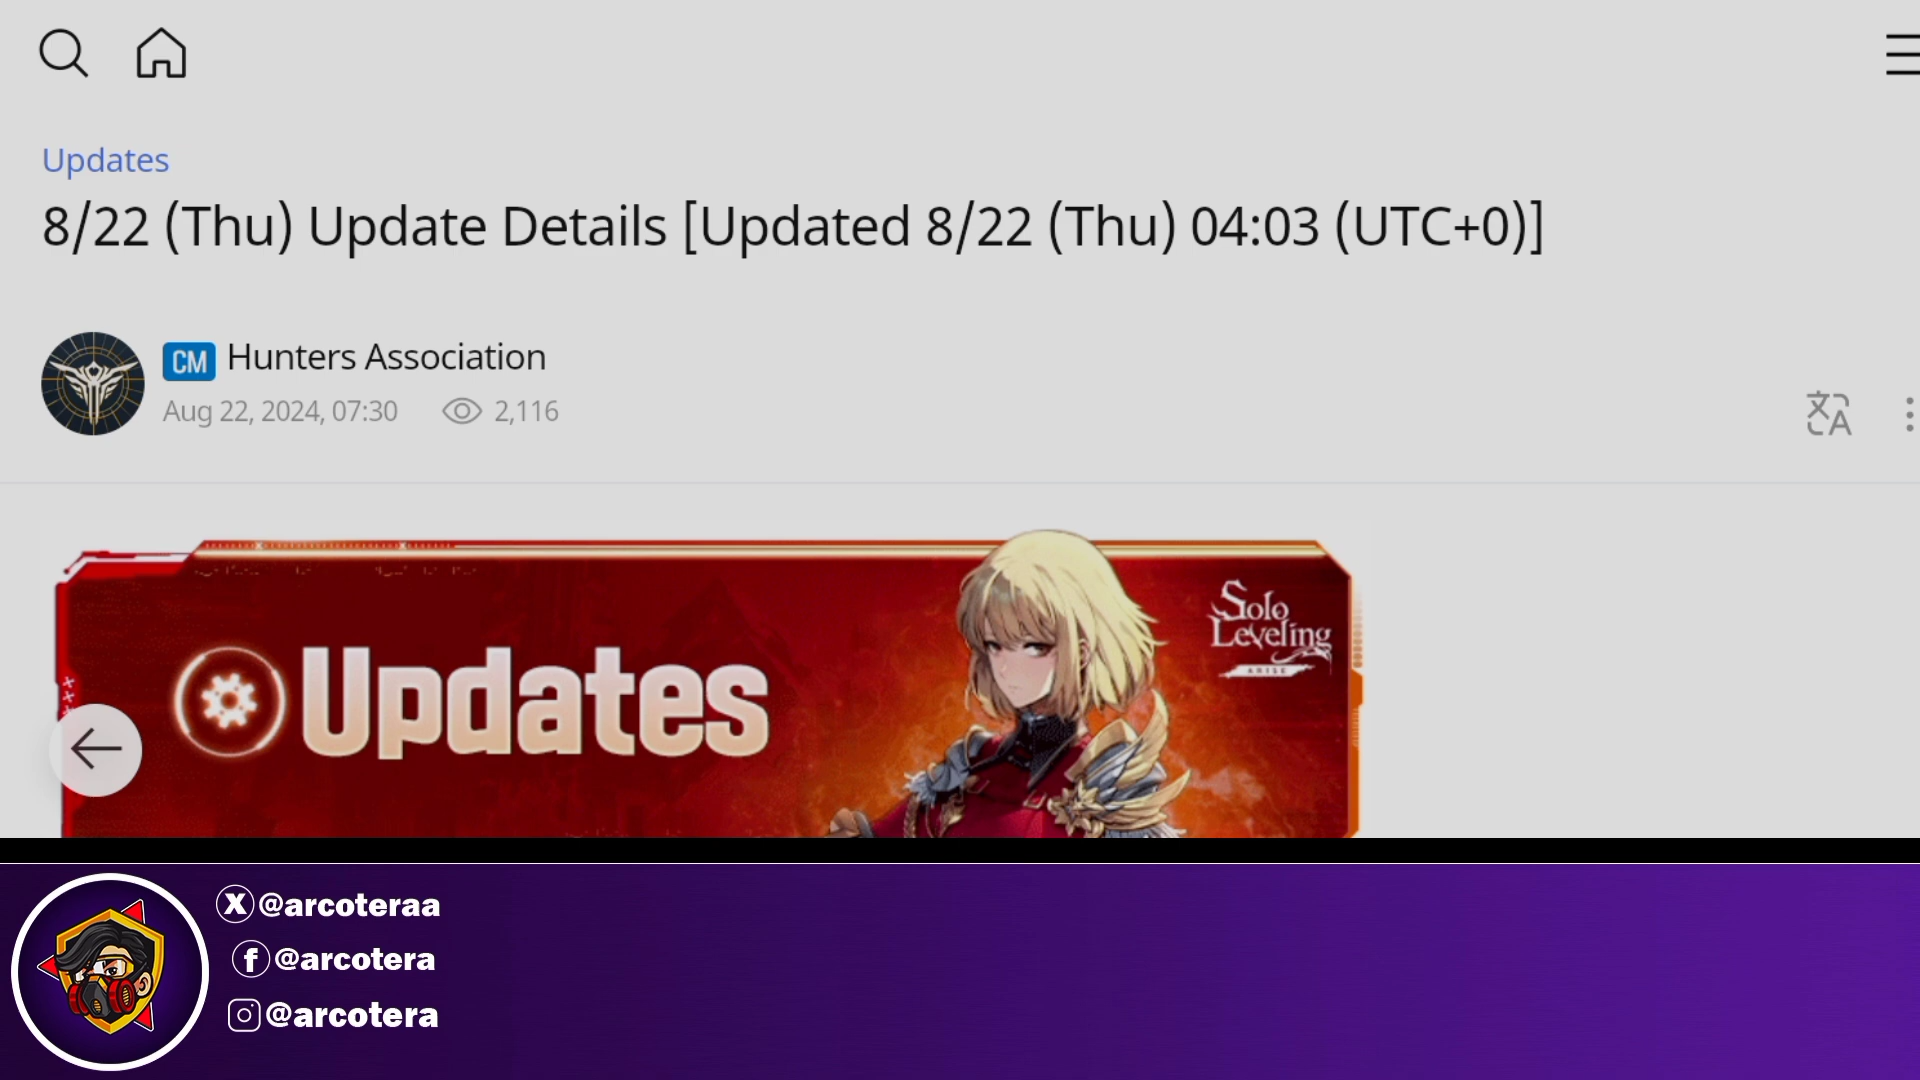 Updates
8/22 (Thu) Update Details [Updated 8/22 (Thu) 04:03 (UTC+0)]
CM Hunters Association
Aug 22, 2024, 07:30 2,116
Updates
Solo
Leveling
ARISE
@arcoteraa
@arcotera
@arcotera